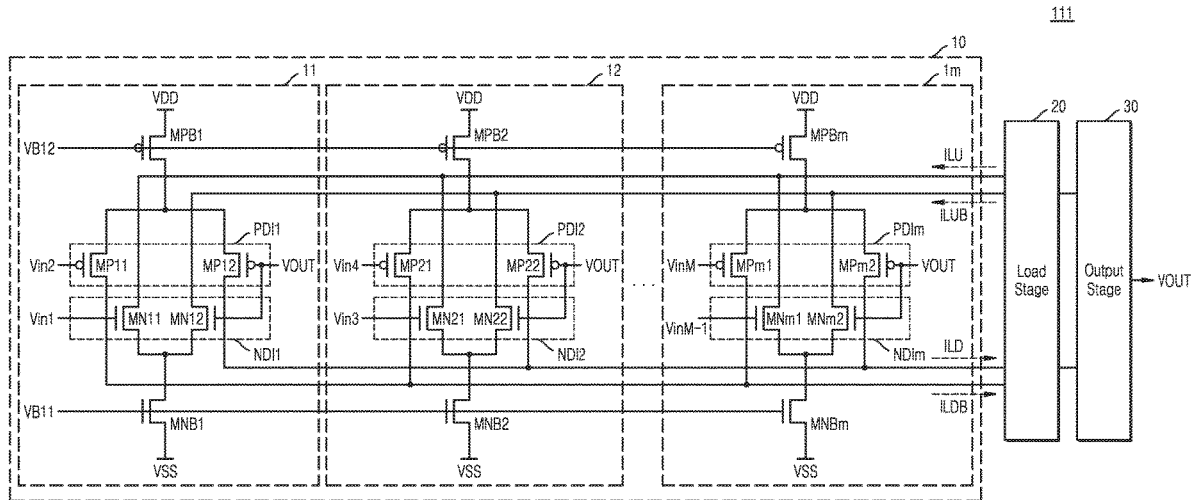 111
10
11
12
1m
20
30
VDD
VDD
VDD
MPB1
MPB2
MPBm
VB12
ILU
ILUB
PDI1
PDI2
PDIm
Vin2
MP11
MP12
VOUT
Vin4
MP21
MP22
VOUT
VinM
MPm1
MPm2
VOUT
Load
Stage
Output
Stage
VOUT
Vin1
MN11
MN12
Vin3
MN21
MN22
VinM-1
MNm1
MNm2
NDI1
NDI2
NDIm
ILD
ILDB
VB11
MNB1
MNB2
MNBm
VSS
VSS
VSS